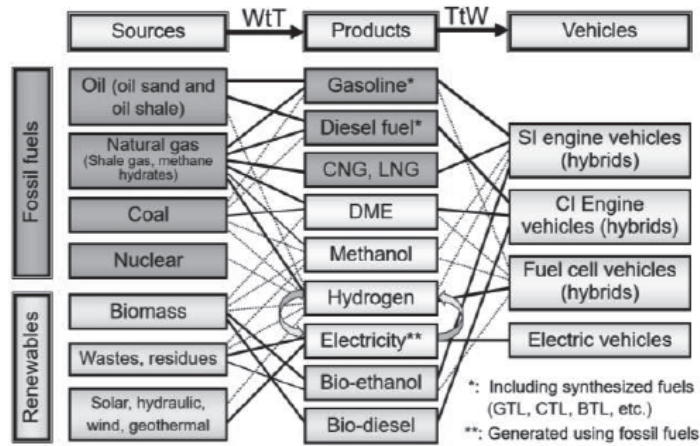 Sources
WtT
Products
TtW
Vehicles
Fossil fuels
Oil (oil sand and
oil shale)
Natural gas
(Shale gas, methane
hydrates)
Coal
Nuclear
Renewables
Biomass
Wastes, residues
Solar, hydraulic,
wind, geothermal
Gasoline*
Diesel fuel*
CNG, LNG
DME
Methanol
Hydrogen
Electricity**
Bio-ethanol
Bio-diesel
SI engine vehicles
(hybrids)
CI Engine
vehicles (hybrids)
Fuel cell vehicles
(hybrids)
Electric vehicles
*: Including synthesized fuels
(GTL, CTL, BTL, etc.)
**: Generated using fossil fuels